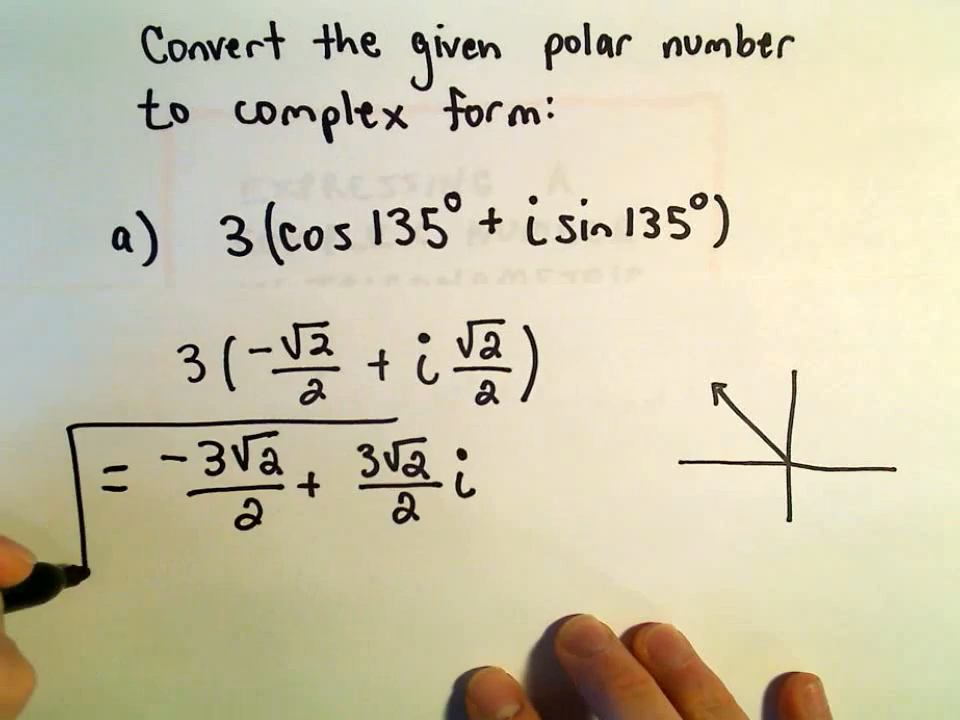 Convert the given polar number
to complex form:
EXPRESSING A
a) 3(cos 135° + i sin 135°)
3(-√2/2 + i √2/2)
= -3√2/2 + 3√2/2 i